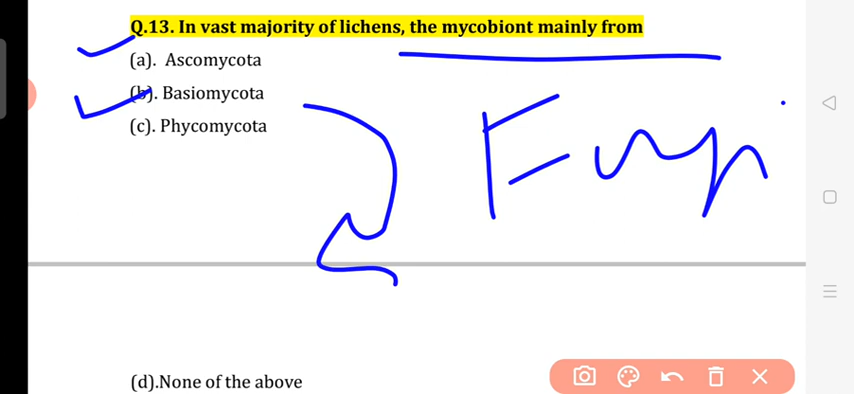 Q.13. In vast majority of lichens, the mycobiont mainly from
(a). Ascomycota
(b). Basiomycota
(c). Phycomycota
(d).None of the above